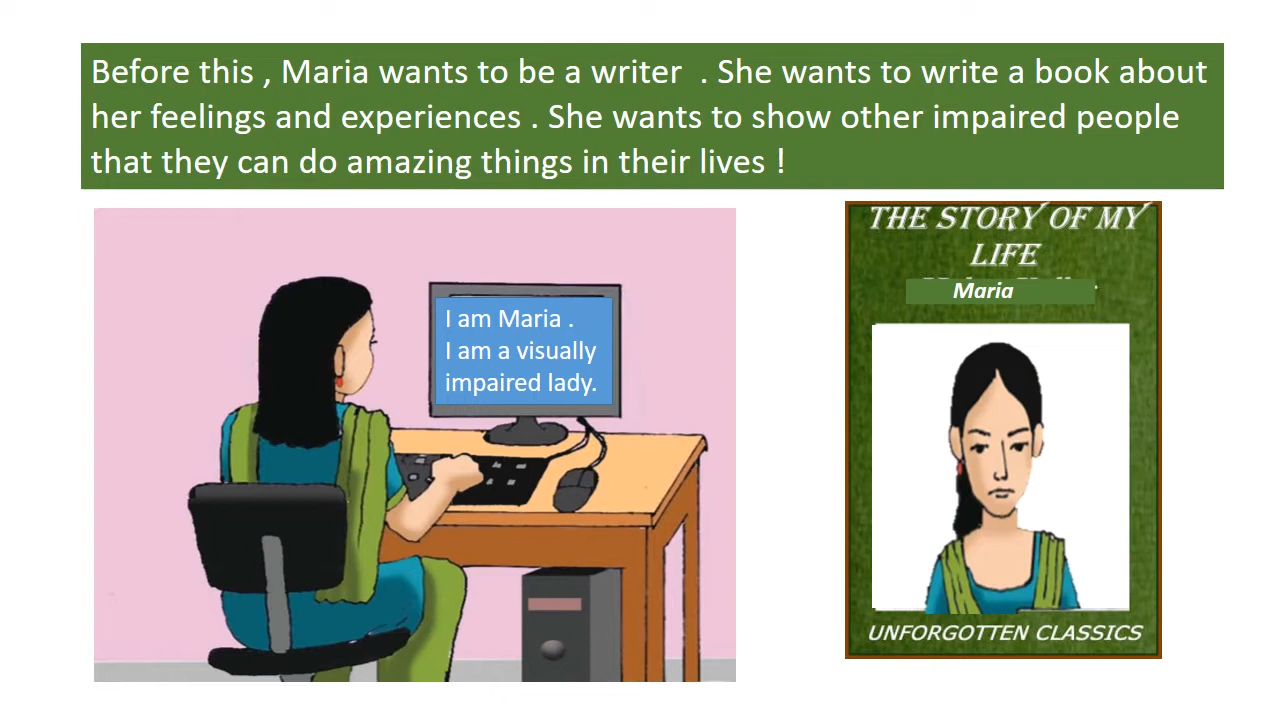 Before this , Maria wants to be a writer  . She wants to write a book about
her feelings and experiences . She wants to show other impaired people
that they can do amazing things in their lives !
I am Maria .
I am a visually
impaired lady.
THE STORY OF MY
LIFE
Maria
UNFORGOTTEN CLASSICS